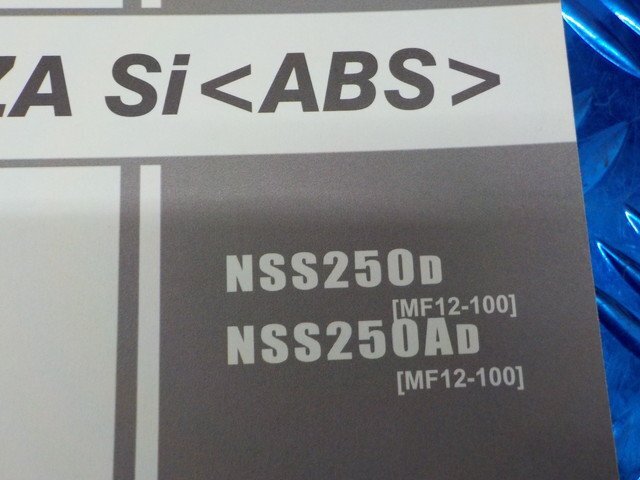 ZA Si<ABS>
NSS250D
[MF12-100]
NSS250AD
[MF12-100]